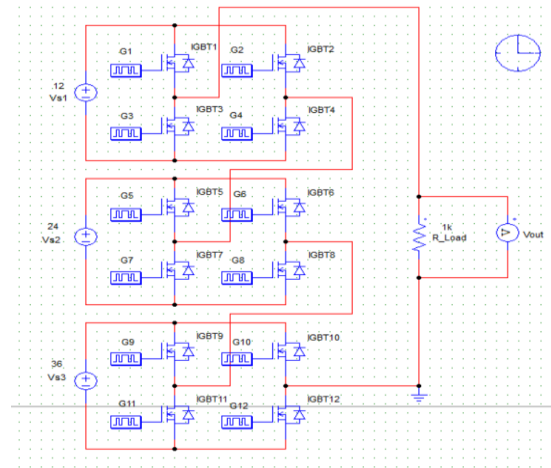 G1
IGBT1
G2
IGBT2
12
Vs1
G3
IGBT3
G4
IGBT4
G5
IGBT5
G6
IGBT6
24
Vs2
G7
IGBT7
G8
IGBT8
1k
R_Load
Vout
G9
IGBT9
G10
IGBT10
36
Vs3
G11
IGBT11
G12
IGBT12